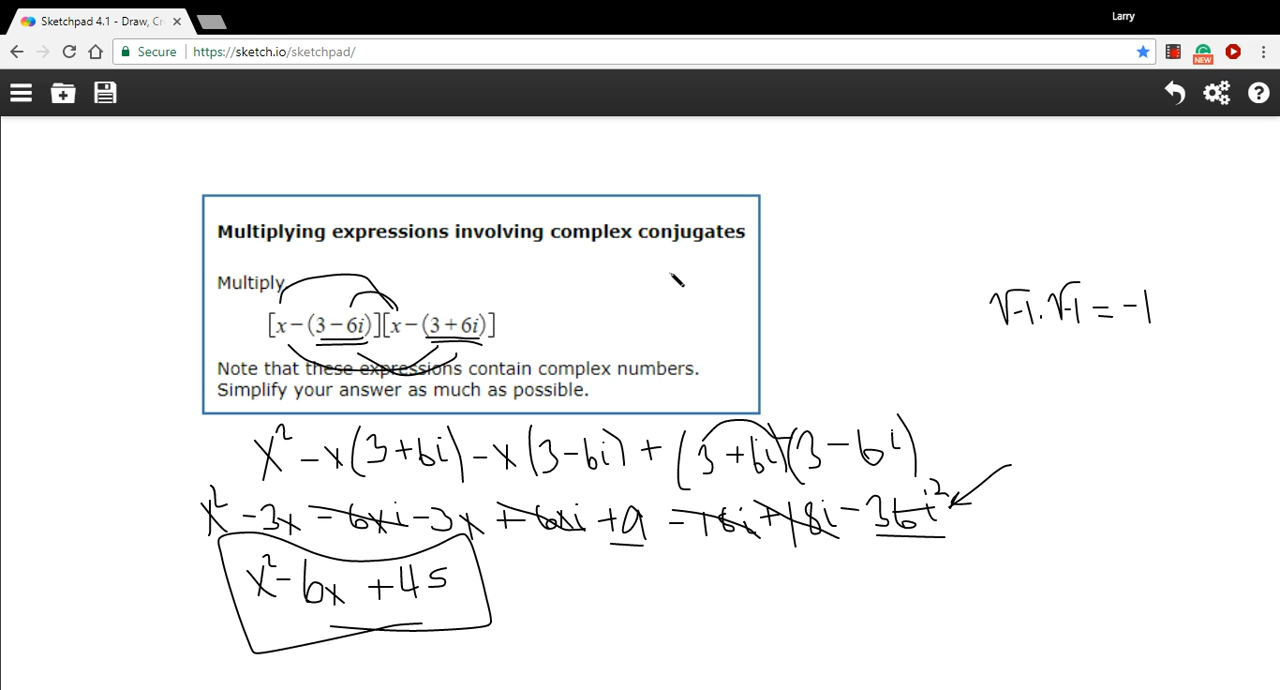 Larry
Sketchpad 4.1 - Draw, Cr
Secure | https://sketch.io/sketchpad/
NEW
Multiplying expressions involving complex conjugates
Multiply
[x−(3−6i)][x−(3+6i)]
Note that these expressions contain complex numbers.
Simplify your answer as much as possible.
√-1 · √-1 = -1
x² - x(3+6i) - x(3-6i) + (3+6i)(3-6i)
x² - 3x - 6xi - 3x + 6xi + 9 - 18i + 18i - 36i²
x² - 6x + 45